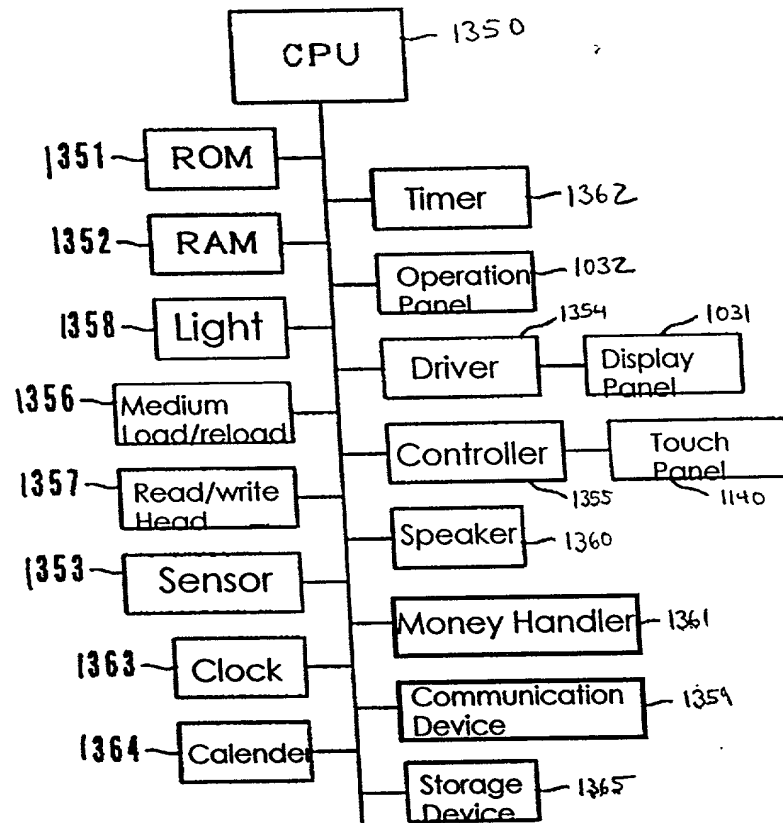 CPU
1350
1351
ROM
Timer
1362
1352
RAM
Operation
Panel
1032
1358
Light
1354
Driver
1031
Display
Panel
1356
Medium
Load/reload
Controller
1355
Touch
Panel
1140
1357
Read/write
Head
Speaker
1360
1353
Sensor
Money Handler
1361
1363
Clock
Communication
Device
1359
1364
Calender
Storage
Device
1365